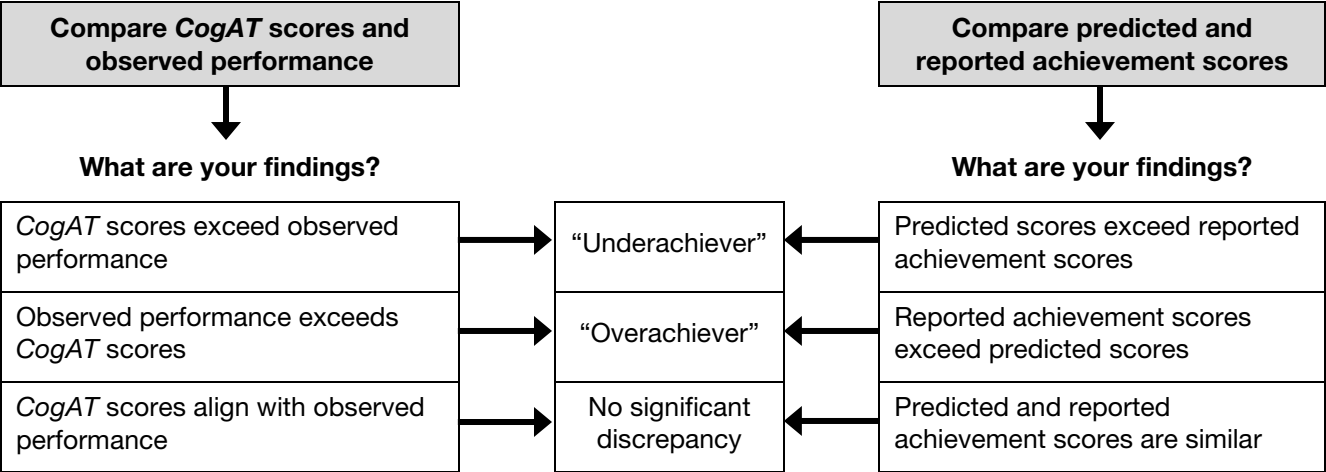 Compare CogAT scores and
observed performance
Compare predicted and
reported achievement scores
What are your findings?
What are your findings?
CogAT scores exceed observed
performance
“Underachiever”
Predicted scores exceed reported
achievement scores
Observed performance exceeds
CogAT scores
“Overachiever”
Reported achievement scores
exceed predicted scores
CogAT scores align with observed
performance
No significant
discrepancy
Predicted and reported
achievement scores are similar